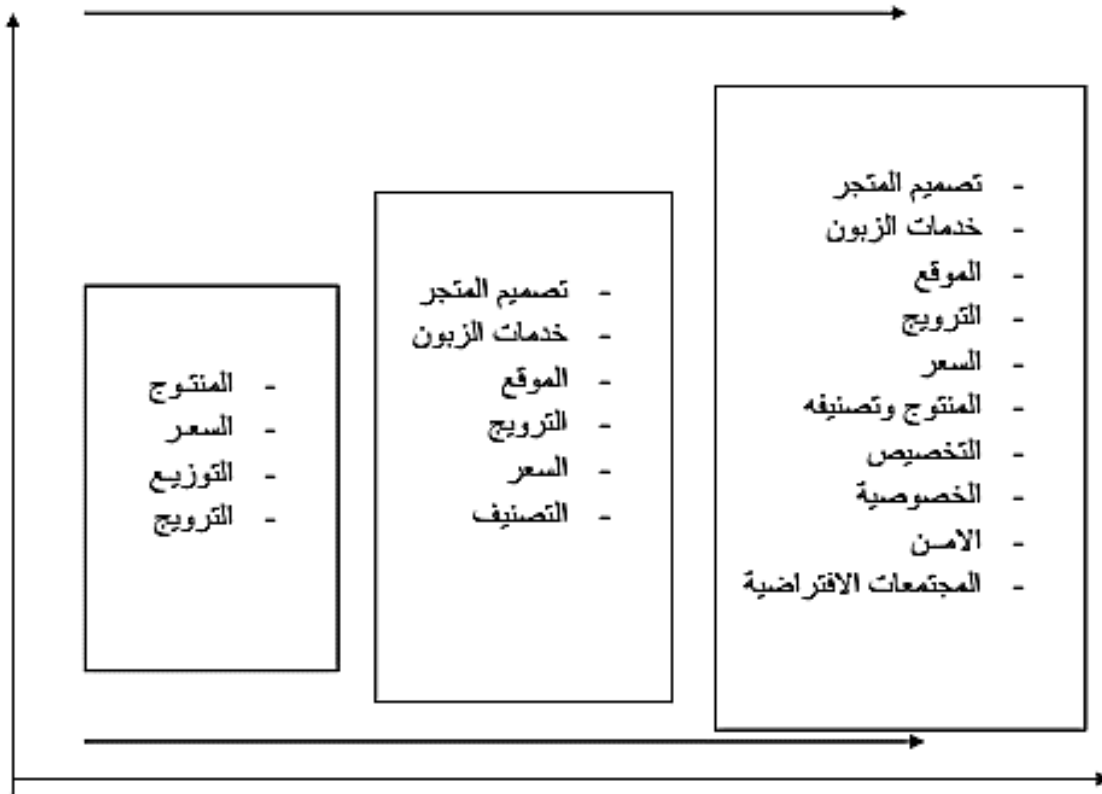 - المنتوج
- السعر
- التوزيع
- الترويج
- تصميم المتجر
- خدمات الزبون
- الموقع
- الترويج
- السعر
- التصنيف
- تصميم المتجر
- خدمات الزبون
- الموقع
- الترويج
- السعر
- المنتوج وتصنيفه
- التخصيص
- الخصوصية
- الامن
- المجتمعات الافتراضية